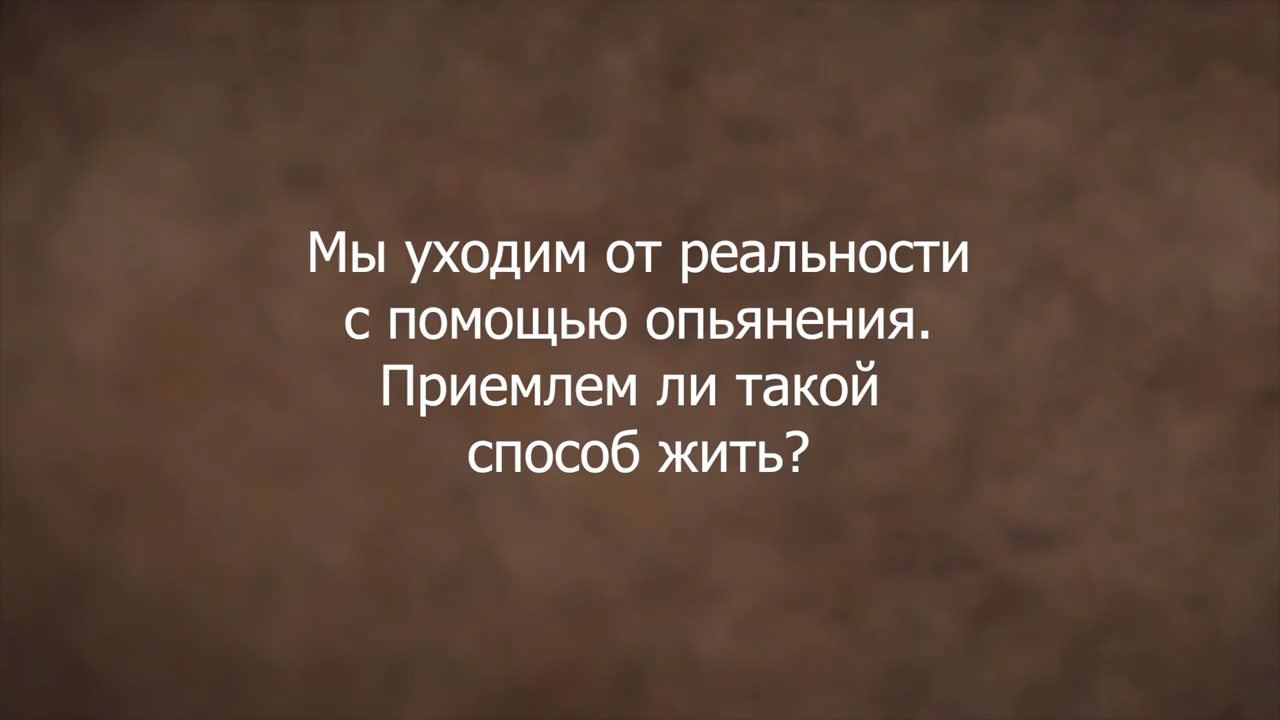 Мы уходим от реальности
с помощью опьянения.
Приемлем ли такой
способ жить?